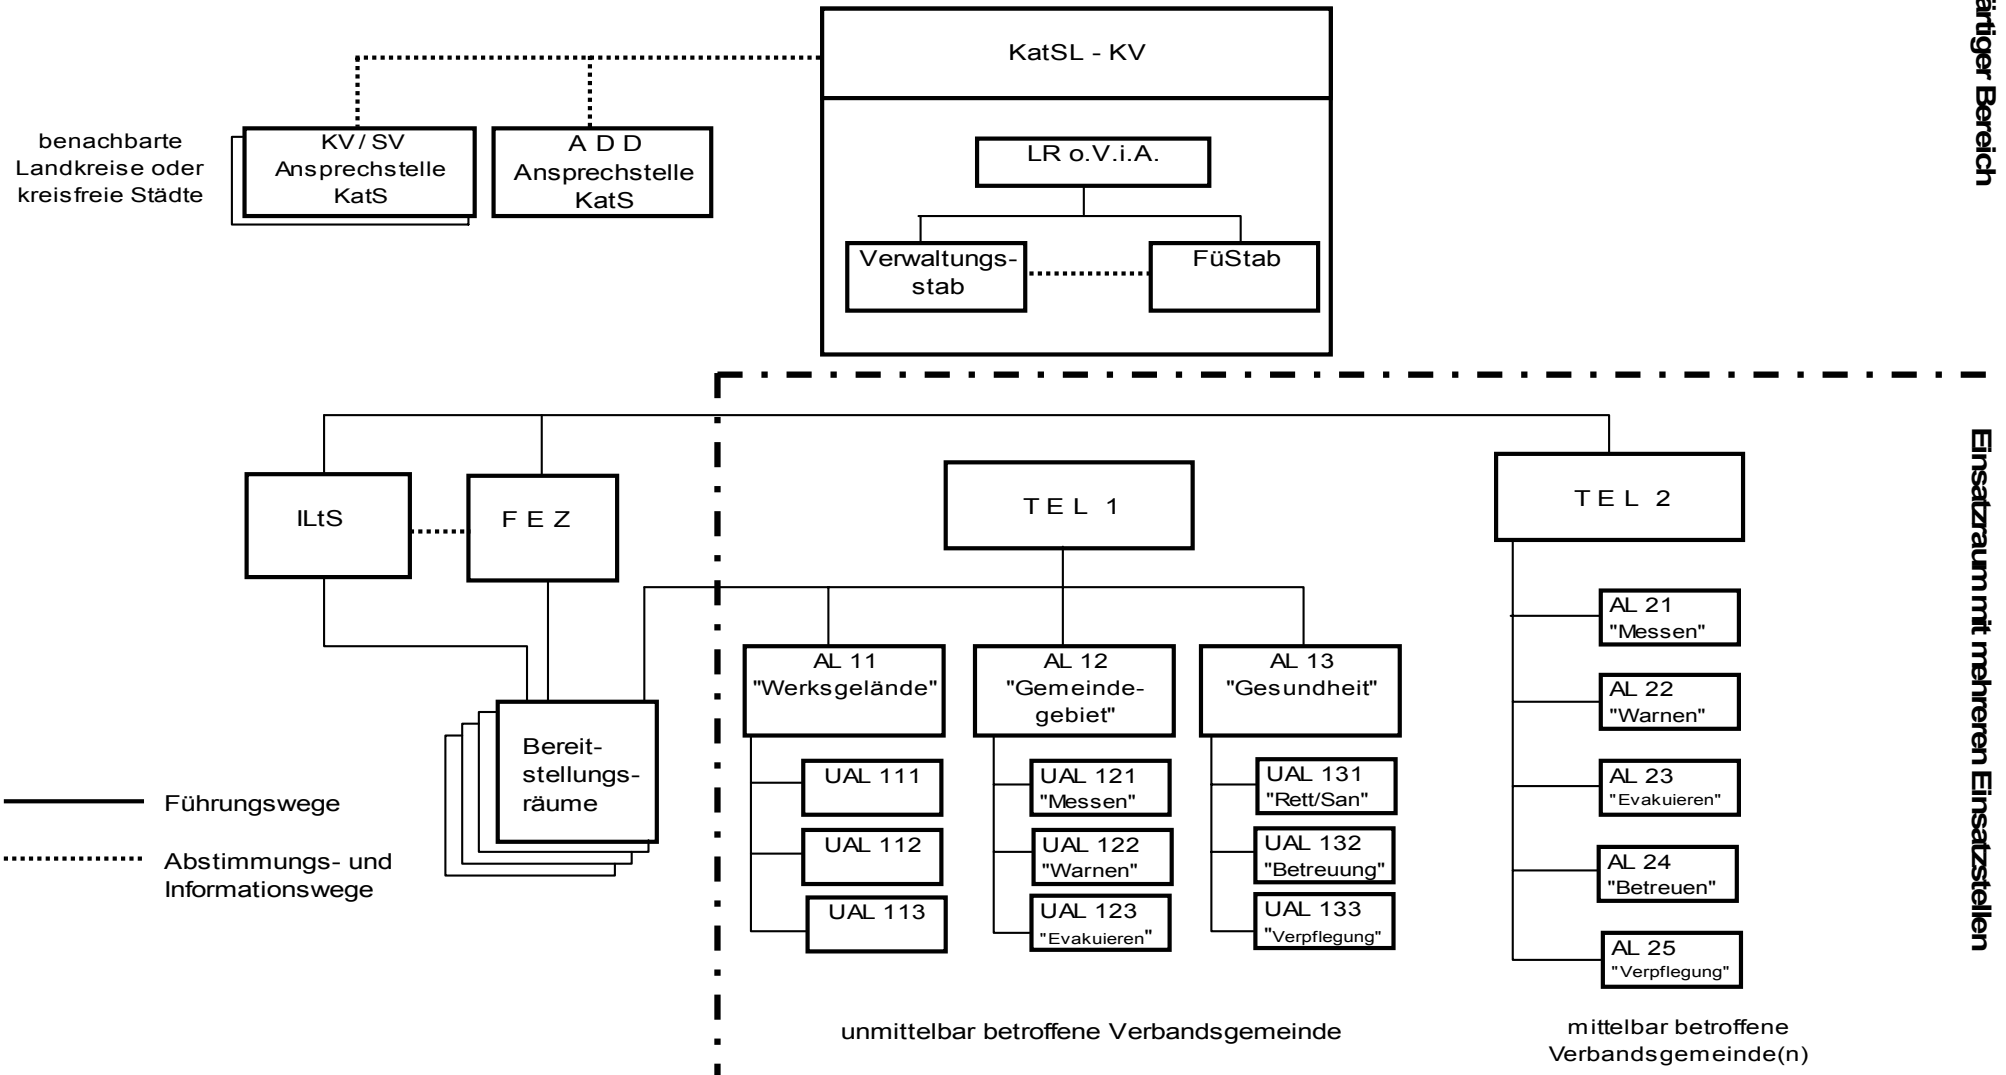 KatSL - KV
benachbarte
Landkreise oder
kreisfreie Städte
KV / SV
Ansprechstelle
KatS
A D D
Ansprechstelle
KatS
LR o.V.i.A.
Verwaltungs-
stab
FüStab
ärtiger Bereich
Einsatzraum mit mehreren Einsatzstellen
ILtS
F E Z
T E L 1
T E L 2
AL 11
"Werksgelände"
AL 12
"Gemeinde-
gebiet"
AL 13
"Gesundheit"
AL 21
"Messen"
AL 22
"Warnen"
AL 23
"Evakuieren"
AL 24
"Betreuen"
AL 25
"Verpflegung"
Bereit-
stellungs-
räume
UAL 111
UAL 112
UAL 113
UAL 121
"Messen"
UAL 122
"Warnen"
UAL 123
"Evakuieren"
UAL 131
"Rett/San"
UAL 132
"Betreuung"
UAL 133
"Verpflegung"
Führungswege
Abstimmungs- und
Informationswege
unmittelbar betroffene Verbandsgemeinde
mittelbar betroffene
Verbandsgemeinde(n)